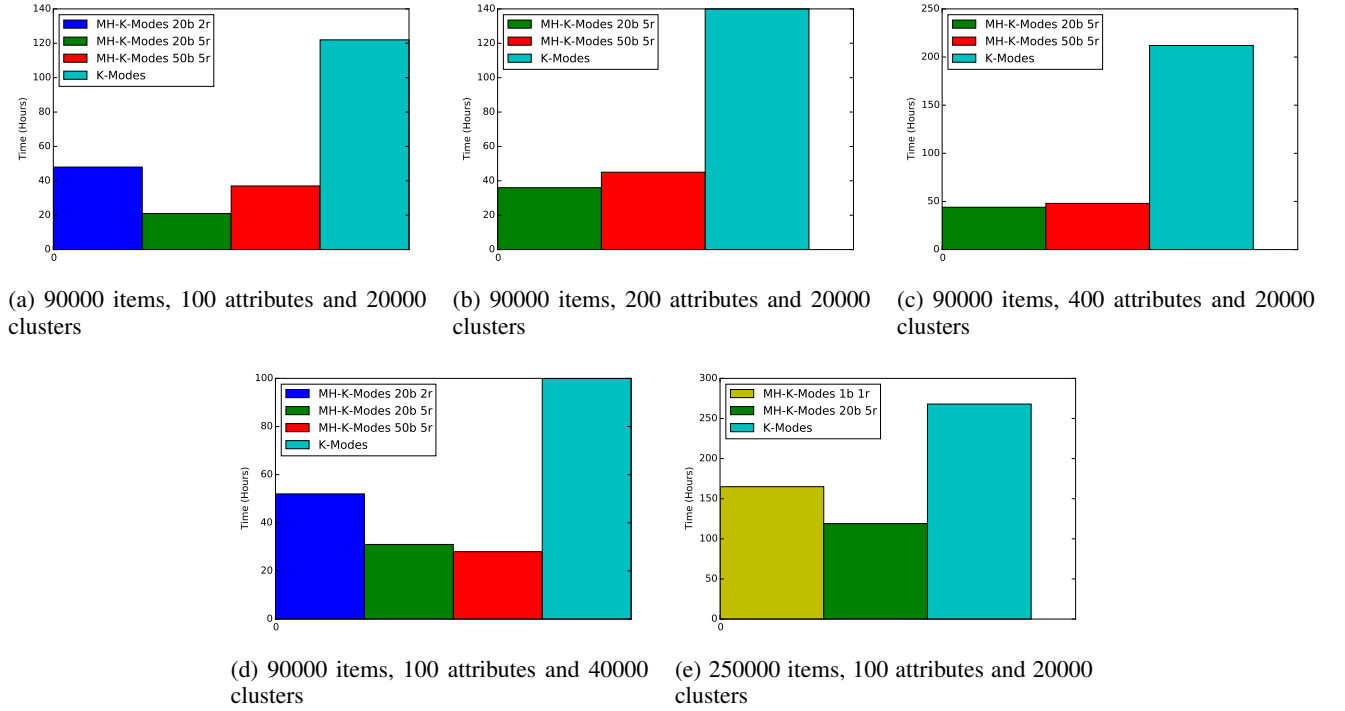 140
120
100
80
60
40
20
0
0
Time (Hours)
MH-K-Modes 20b 2r
MH-K-Modes 20b 5r
MH-K-Modes 50b 5r
K-Modes
(a) 90000 items, 100 attributes and 20000
clusters
140
120
100
80
60
40
20
0
0
Time (Hours)
MH-K-Modes 20b 5r
MH-K-Modes 50b 5r
K-Modes
(b) 90000 items, 200 attributes and 20000
clusters
250
200
150
100
50
0
0
Time (Hours)
MH-K-Modes 20b 5r
MH-K-Modes 50b 5r
K-Modes
(c) 90000 items, 400 attributes and 20000
clusters
100
80
60
40
20
0
0
Time (Hours)
MH-K-Modes 20b 2r
MH-K-Modes 20b 5r
MH-K-Modes 50b 5r
K-Modes
(d) 90000 items, 100 attributes and 40000
clusters
300
250
200
150
100
50
0
0
Time (Hours)
MH-K-Modes 1b 1r
MH-K-Modes 20b 5r
K-Modes
(e) 250000 items, 100 attributes and 20000
clusters